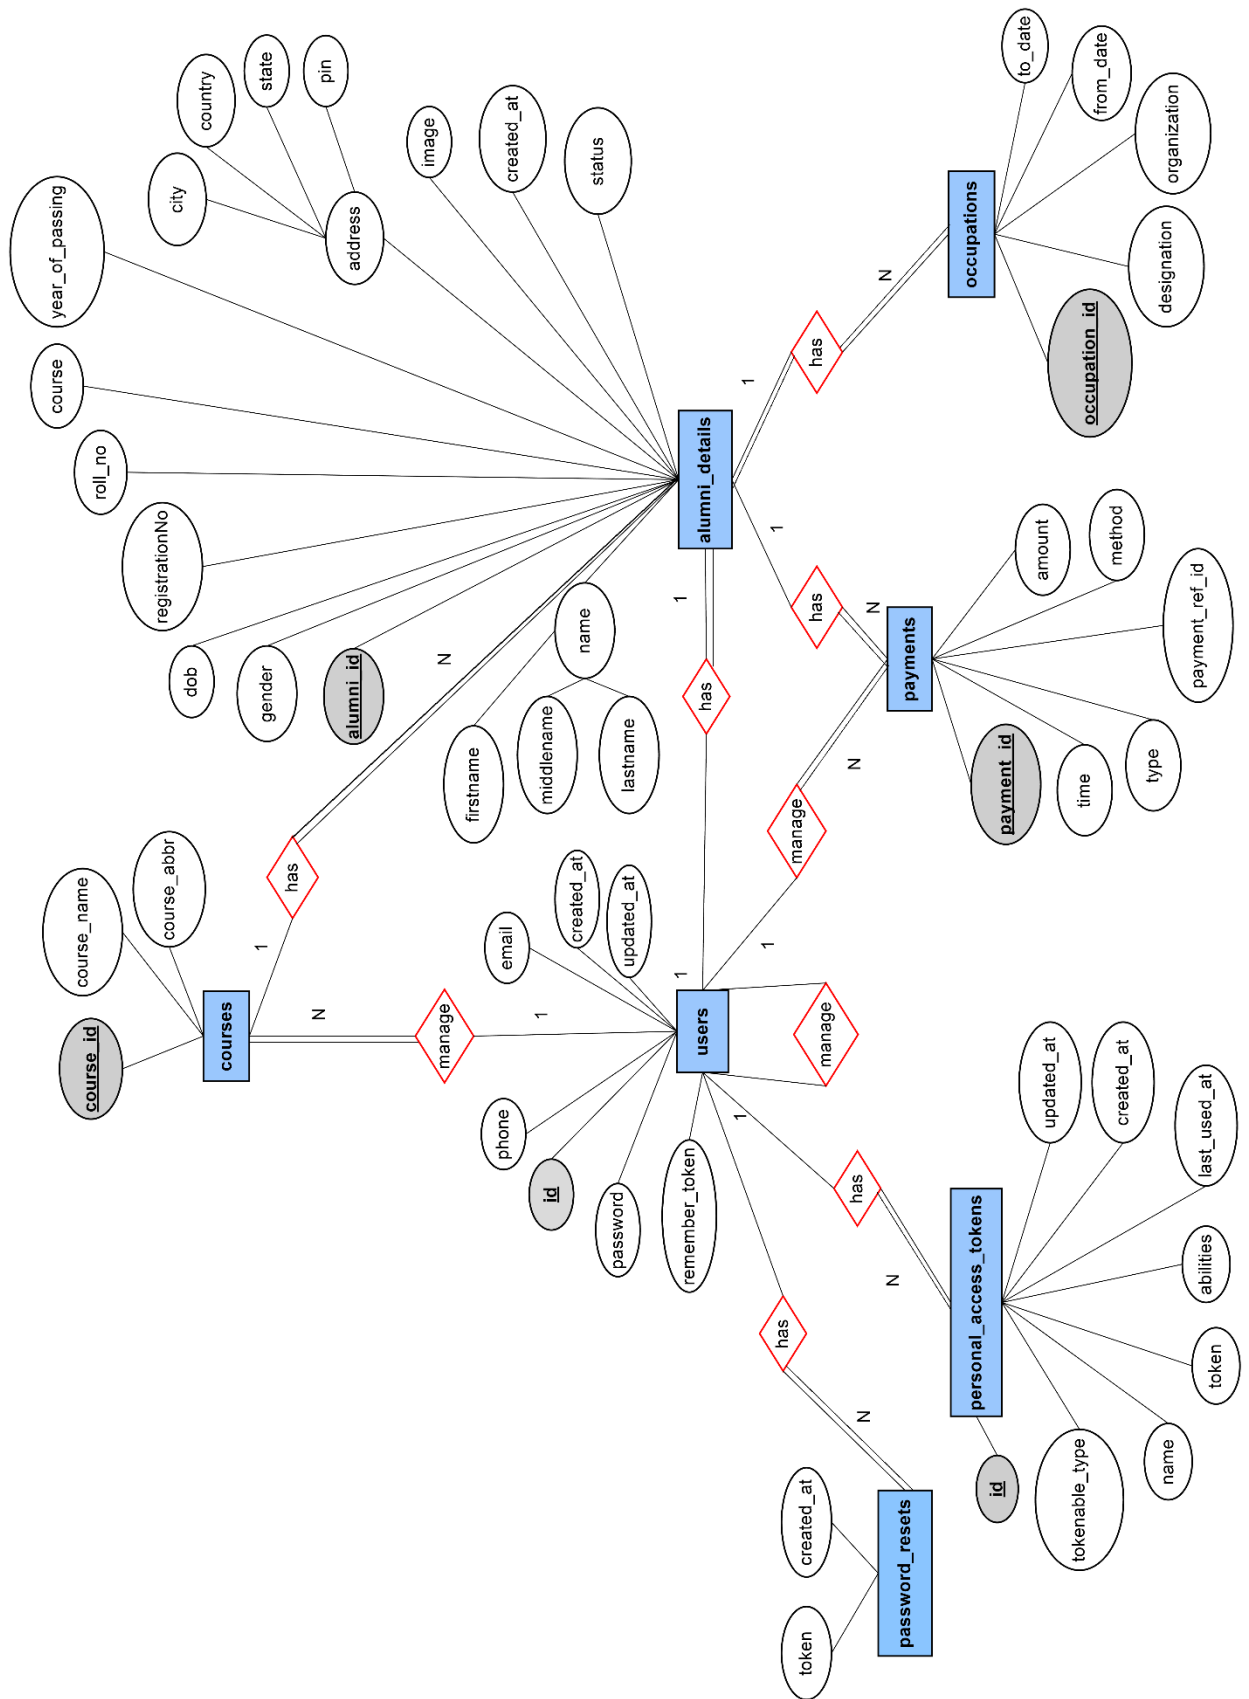 year_of_passing
course
roll_no
registrationNo
dob
gender
alumni_id
city
country
state
pin
address
image
created_at
status
firstname
middlename
lastname
name
alumni_details
has
N
1
course_name
course_abbr
course_id
courses
N
manage
1
email
created_at
updated_at
phone
id
password
remember_token
users
manage
1
has
1
1
manage
N
1
has
N
payments
amount
method
payment_ref_id
payment_id
time
type
1
has
N
occupations
to_date
from_date
organization
designation
occupation_id
1
has
N
personal_access_tokens
updated_at
created_at
last_used_at
abilities
token
name
tokenable_type
id
has
N
password_resets
created_at
token